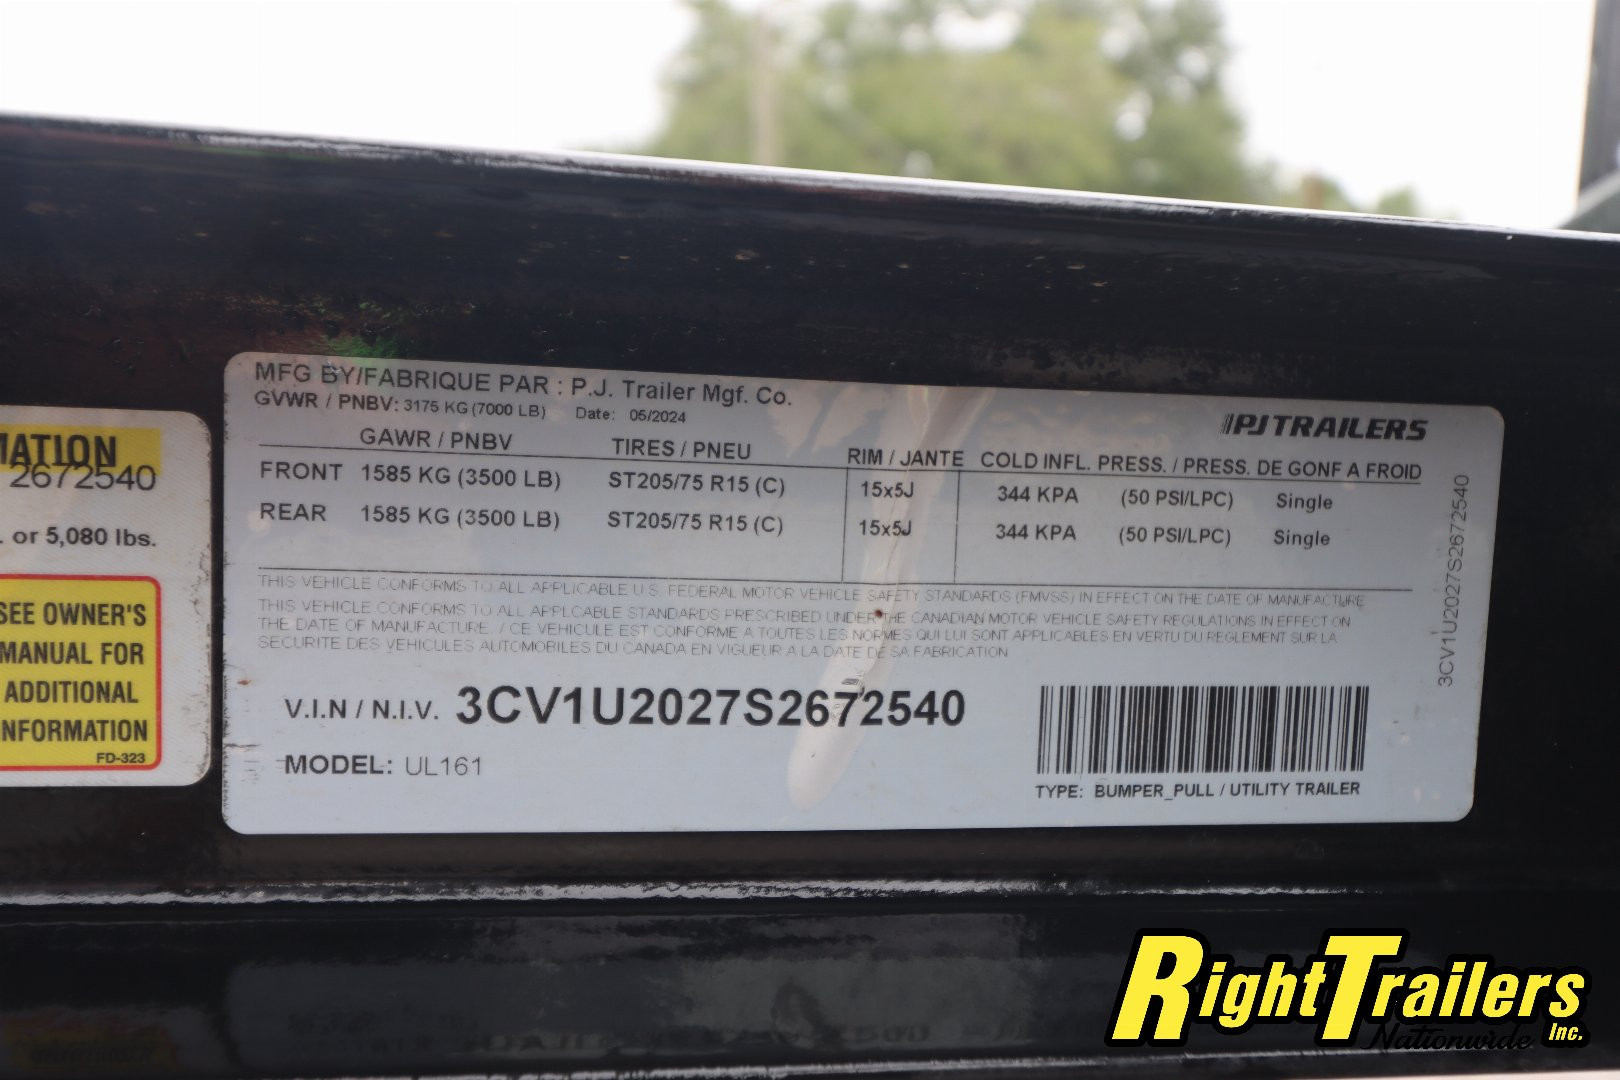 MATION
2672540
. or 5,080 lbs.
SEE OWNER'S
MANUAL FOR
ADDITIONAL
INFORMATION
FD-323
MFG BY/FABRIQUE PAR : P.J. Trailer Mgf. Co.
GVWR / PNBV: 3175 KG (7000 LB) Date: 05/2024
PJ TRAILERS
GAWR / PNBV TIRES / PNEU RIM / JANTE COLD INFL. PRESS. / PRESS. DE GONF A FROID
FRONT 1585 KG (3500 LB) ST205/75 R15 (C) 15x5J 344 KPA (50 PSI/LPC) Single
REAR 1585 KG (3500 LB) ST205/75 R15 (C) 15x5J 344 KPA (50 PSI/LPC) Single
THIS VEHICLE CONFORMS TO ALL APPLICABLE U.S. FEDERAL MOTOR VEHICLE SAFETY STANDARDS (FMVSS) IN EFFECT ON THE DATE OF MANUFACTURE
THIS VEHICLE CONFORMS TO ALL APPLCABLE STANDARDS PRESCRIBED UNDER THE CANADIAN MOTOR VEHICLE SAFETY REGULATIONS IN EFFECT ON
THE DATE OF MANUFACTURE. / CE VEHICULE EST CONFORME A TOUTES LES NORMES QUI LUI SONT APPLICABLES EN VERTU DU REGLEMENT SUR LA
SECURITE DES VEHICULES AUTOMOBILES DU CANADA EN VIGUEUR A LA DATE DE SA FABRICATION
V.I.N / N.I.V. 3CV1U2027S2672540
MODEL: UL161
TYPE: BUMPER_PULL / UTILITY TRAILER
3CV1U2027S2672540
RightTrailers
Nationwide Inc.